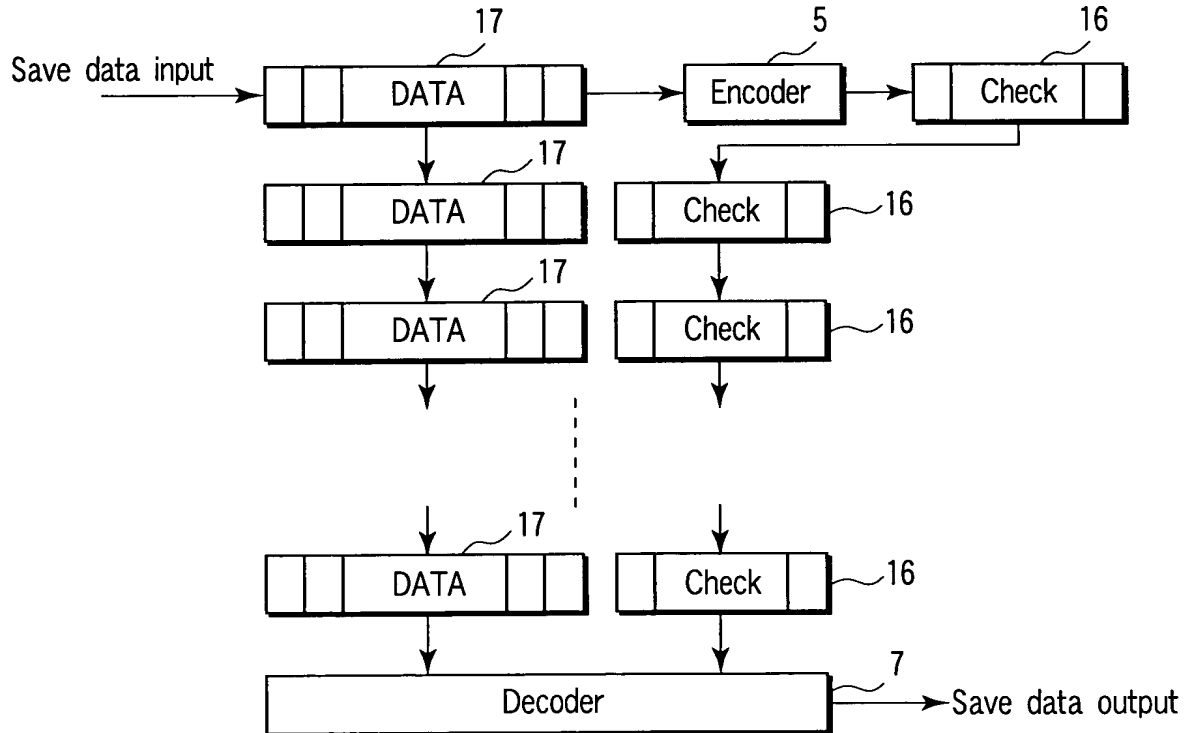 17 5 16
Save data input DATA Encoder Check
17
DATA Check 16
17
DATA Check 16
17
DATA Check 16
7
Decoder Save data output